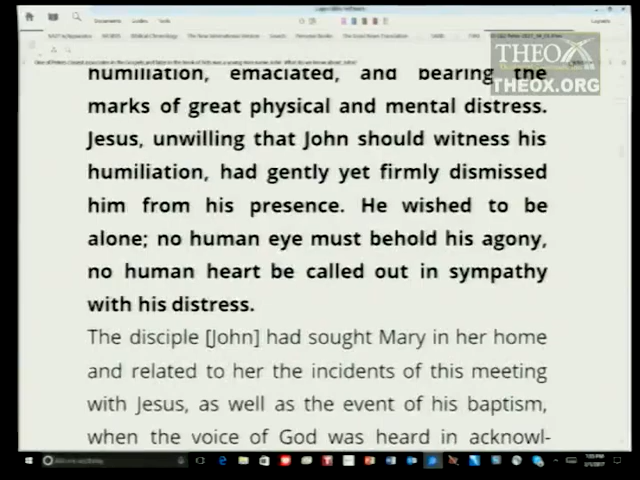 Documents Guides Tools
Layouts
THEOX
THEOX.ORG
humiliation, emaciated, and bearing the
marks of great physical and mental distress.
Jesus, unwilling that John should witness his
humiliation, had gently yet firmly dismissed
him from his presence. He wished to be
alone; no human eye must behold his agony,
no human heart be called out in sympathy
with his distress.
The disciple [John] had sought Mary in her home
and related to her the incidents of this meeting
with Jesus, as well as the event of his baptism,
when the voice of God was heard in acknowl-